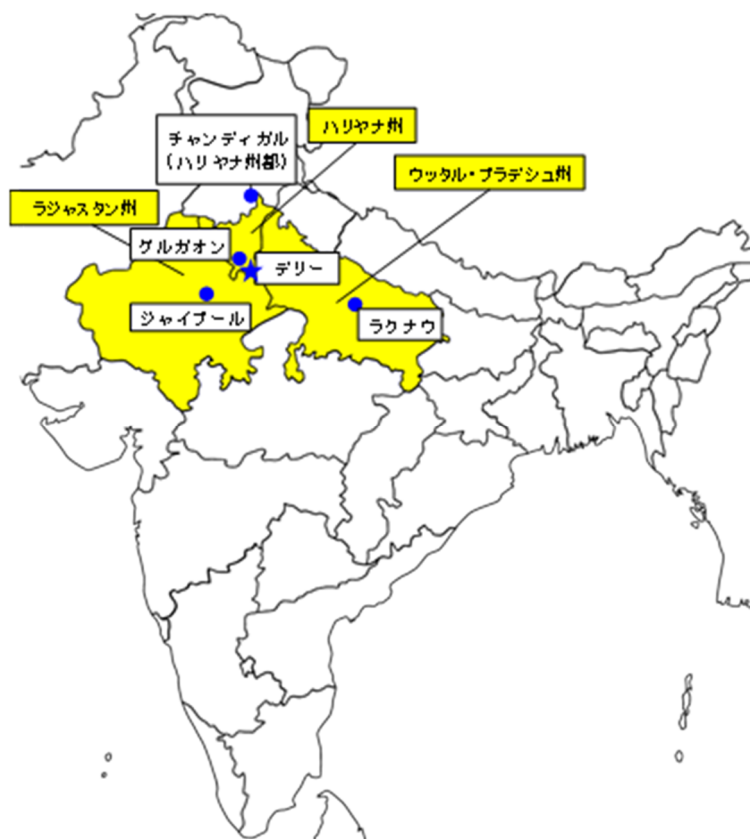 ハリヤナ州
チャンディガル
(ハリヤナ州都)
ウッタル・プラデシュ州
ラジャスタン州
グルガオン
デリー
ジャイプール
ラクナウ